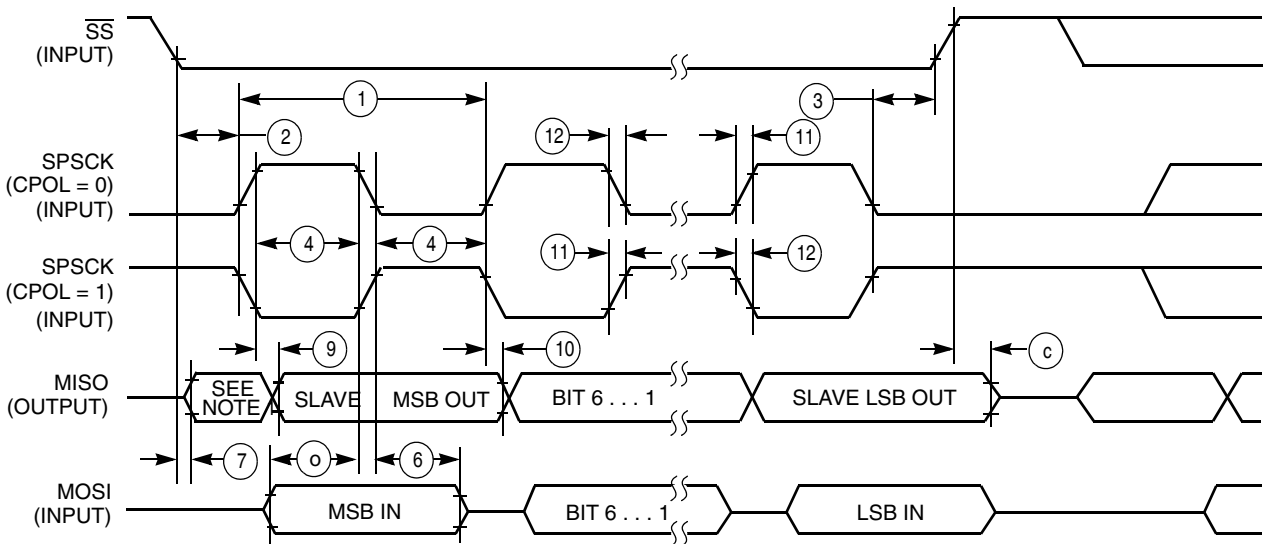 SS
(INPUT)
1
3
2
12
11
SPSCK
(CPOL = 0)
(INPUT)
4
4
SPSCK
(CPOL = 1)
(INPUT)
11
12
9
10
c
MISO
(OUTPUT)
SEE
NOTE
SLAVE
MSB OUT
BIT 6 . . . 1
SLAVE LSB OUT
7
o
6
MOSI
(INPUT)
MSB IN
BIT 6 . . . 1
LSB IN